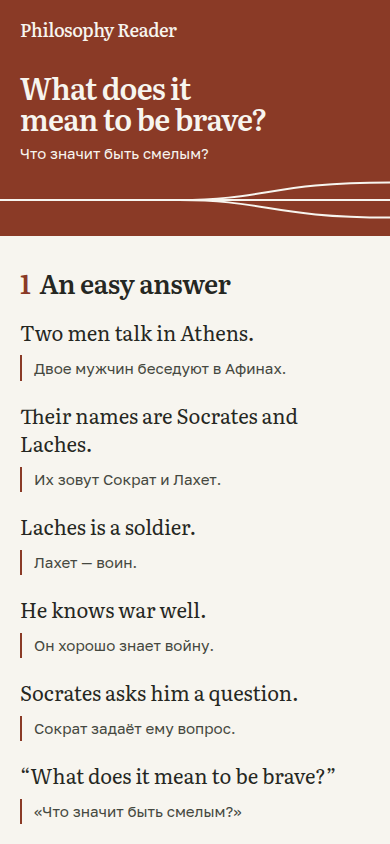 Philosophy Reader
What does it
mean to be brave?
Что значит быть смелым?
1 An easy answer
Two men talk in Athens.
Двое мужчин беседуют в Афинах.
Their names are Socrates and
Laches.
Их зовут Сократ и Лахет.
Laches is a soldier.
Лахет — воин.
He knows war well.
Он хорошо знает войну.
Socrates asks him a question.
Сократ задаёт ему вопрос.
“What does it mean to be brave?”
«Что значит быть смелым?»